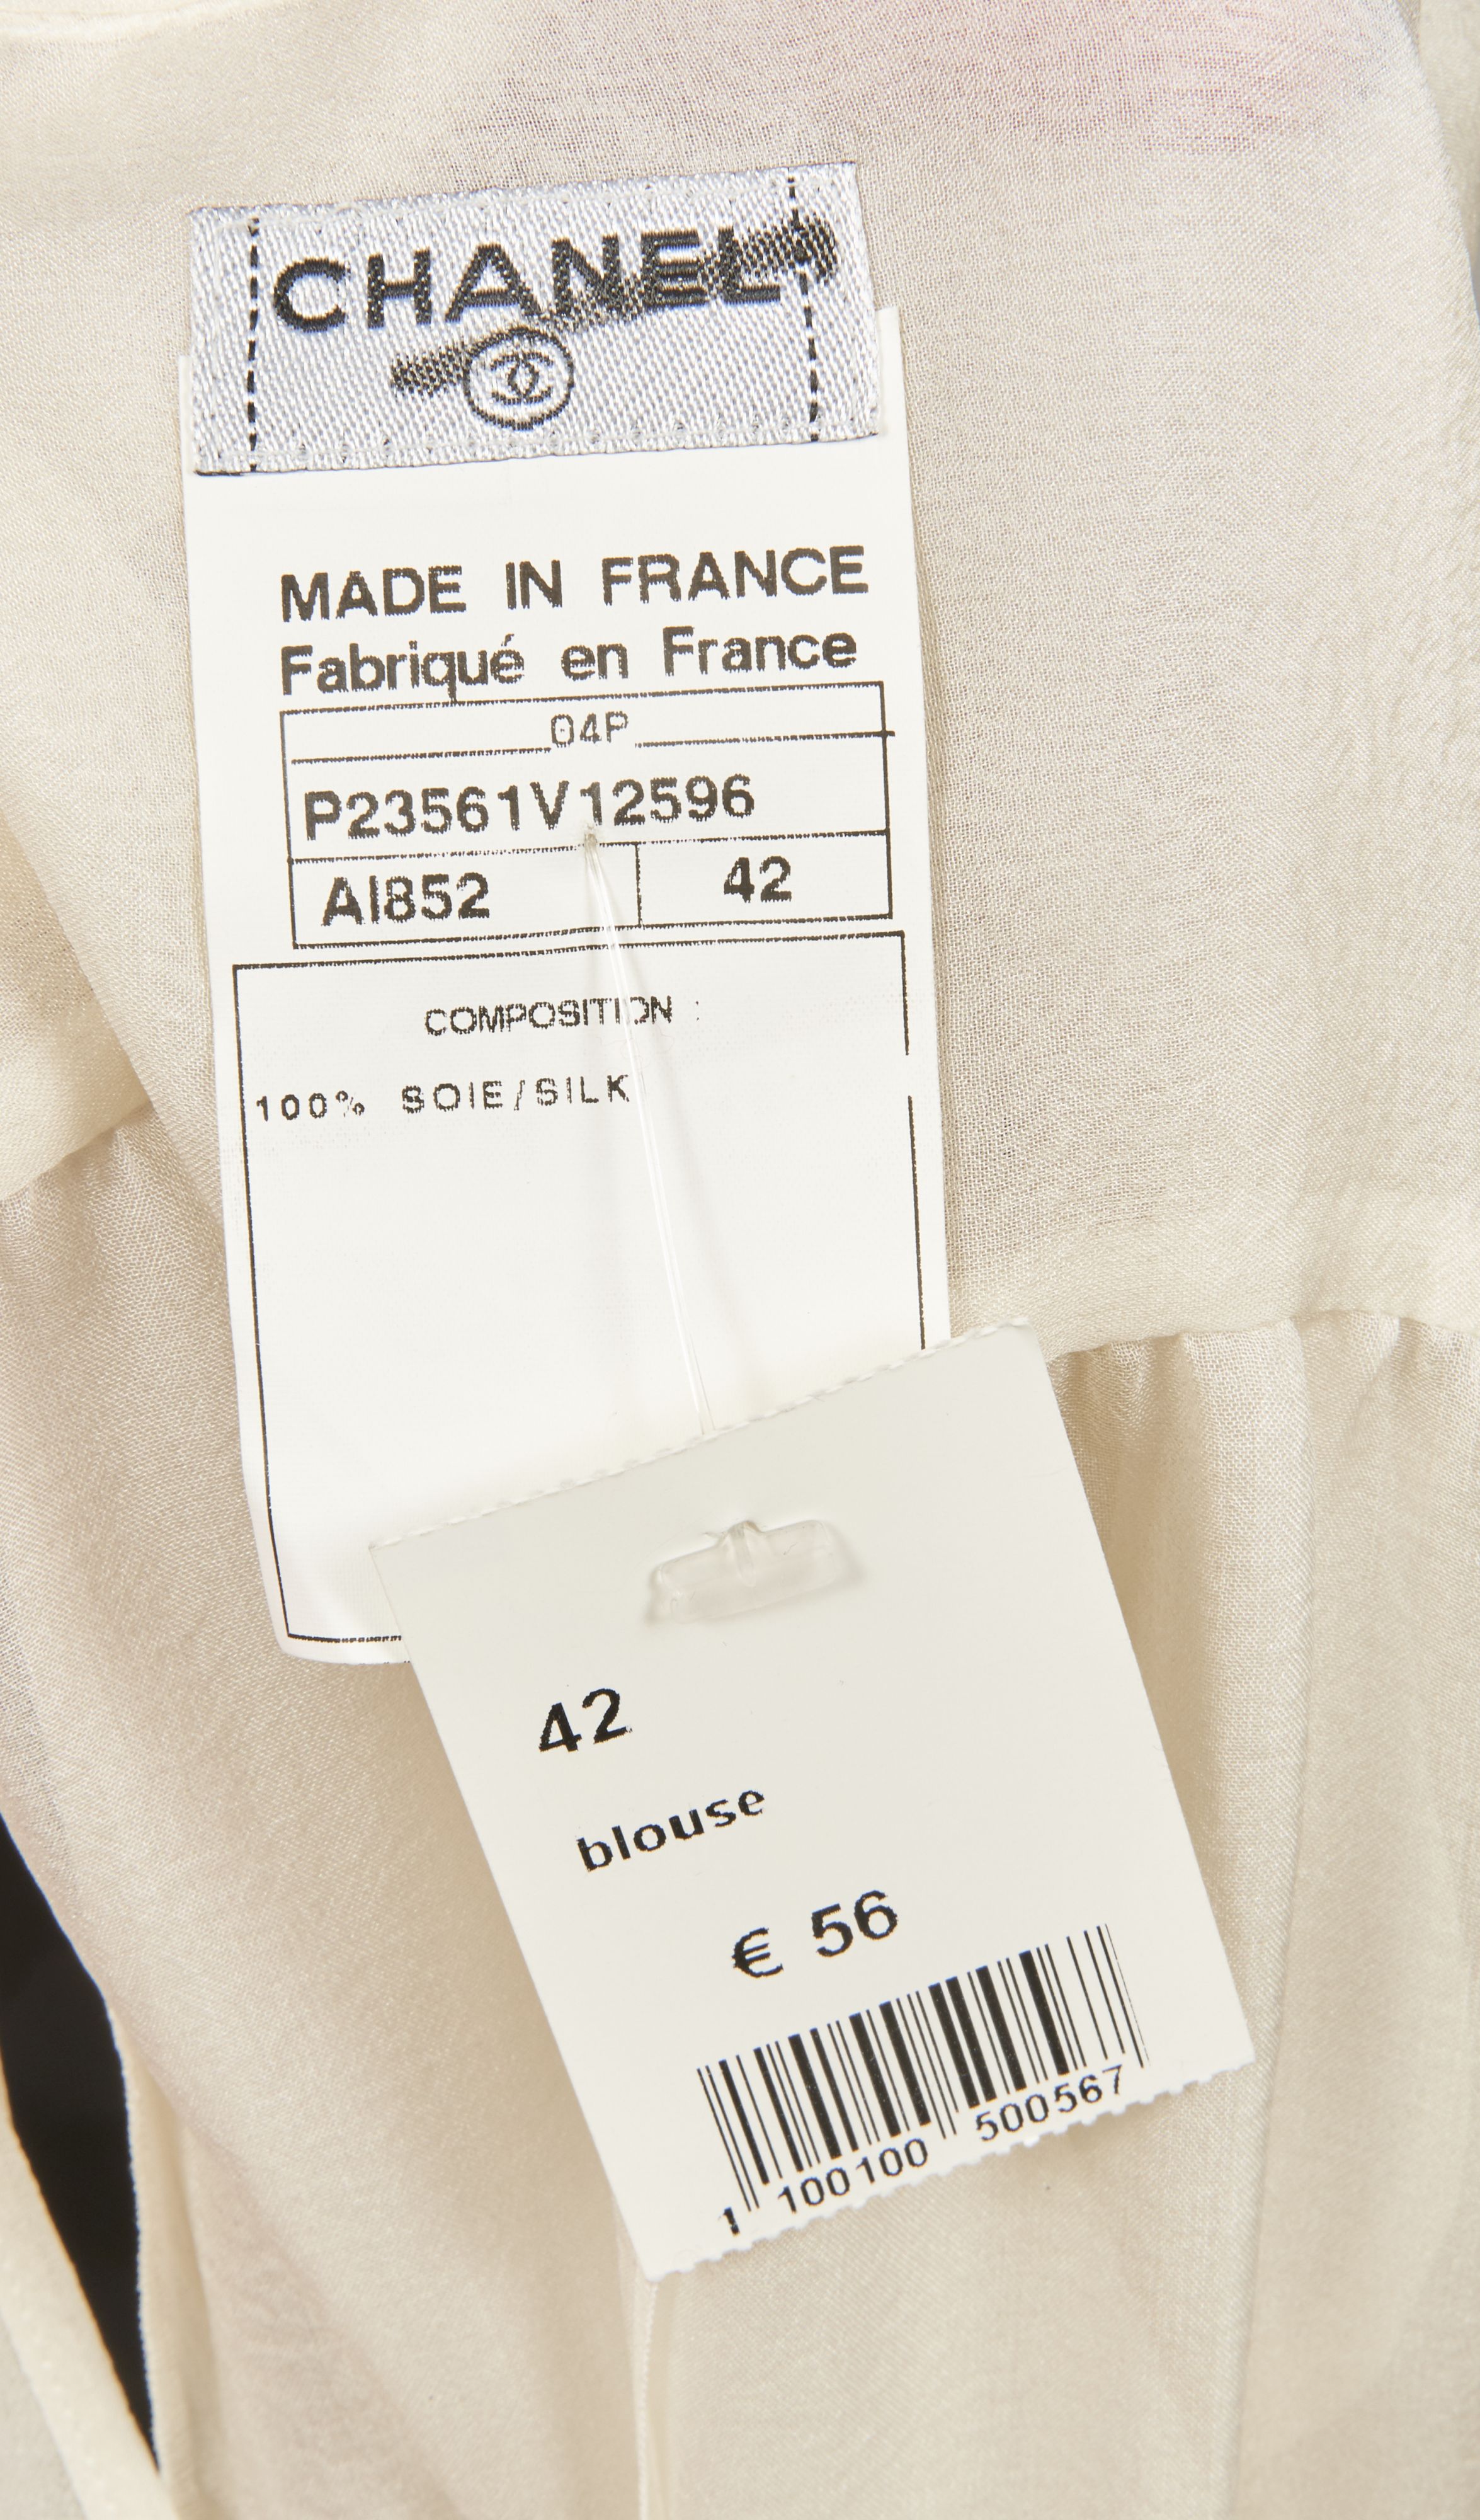 CHANEL
MADE IN FRANCE
Fabriqué en France
04P
P23561V12596
AI852 42
COMPOSITION :
100% SOIE/SILK
42
blouse
€ 56
1 100100 500567